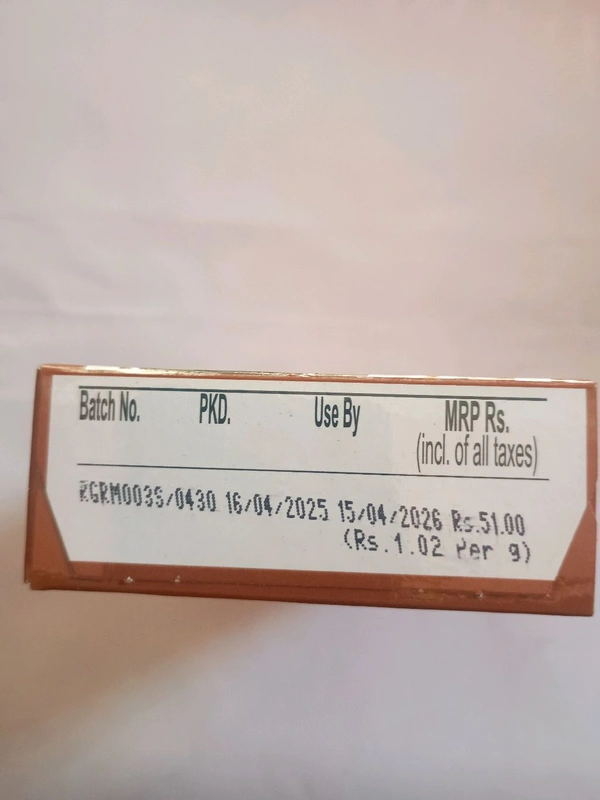 Batch No. PKD. Use By MRP Rs.
(incl. of all taxes)
RGRM003S/0430 16/04/2025 15/04/2026 Rs.51.00
(Rs.1.02 Per g)